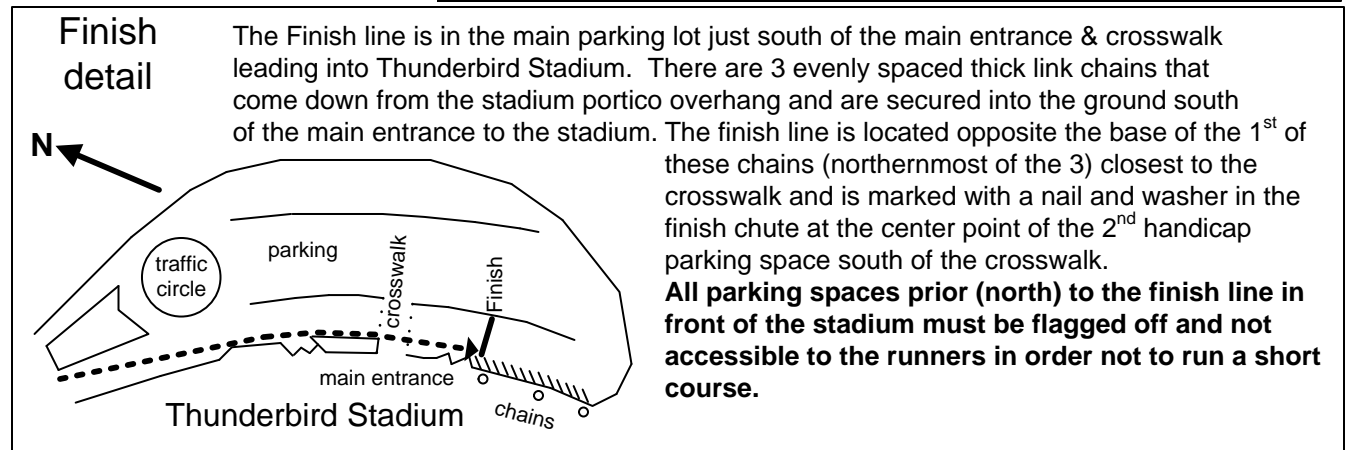 Finish
detail
The Finish line is in the main parking lot just south of the main entrance & crosswalk
leading into Thunderbird Stadium. There are 3 evenly spaced thick link chains that
come down from the stadium portico overhang and are secured into the ground south
of the main entrance to the stadium. The finish line is located opposite the base of the 1st of
these chains (northernmost of the 3) closest to the
crosswalk and is marked with a nail and washer in the
finish chute at the center point of the 2nd handicap
parking space south of the crosswalk.
All parking spaces prior (north) to the finish line in
front of the stadium must be flagged off and not
accessible to the runners in order not to run a short
course.
N
traffic
circle
parking
crosswalk
Finish
main entrance
chains
Thunderbird Stadium